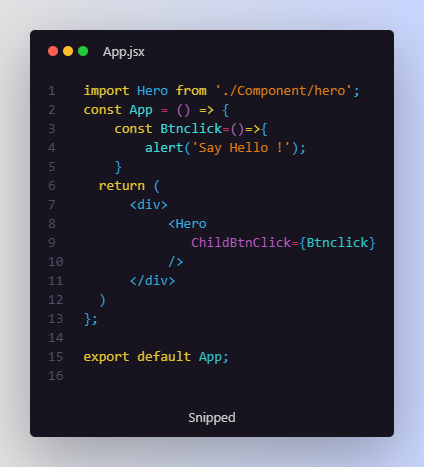 App.jsx
1 import Hero from './Component/hero';
2 const App = () => {
3     const Btnclick=()=>{
4         alert('Say Hello !');
5     }
6   return (
7       <div>
8            <Hero
9               ChildBtnClick={Btnclick}
10           />
11      </div>
12  )
13 };
14
15 export default App;
16
Snipped